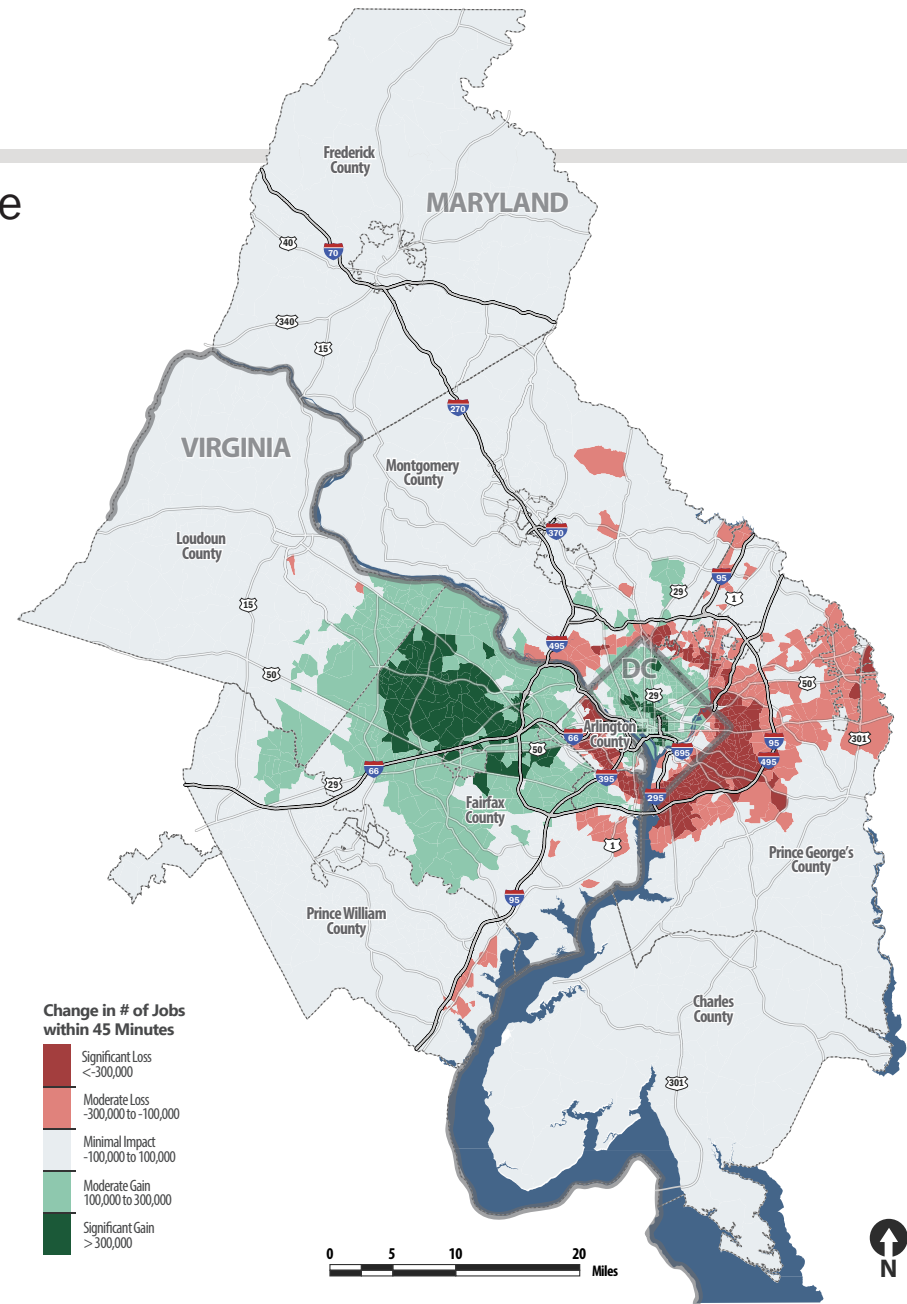 e
Frederick
County
MARYLAND
40
70
340
15
270
VIRGINIA
Montgomery
County
Loudoun
County
370
95
29
1
15
495
50
DC
50
29
Arlington
County
66
50
695
301
95
495
66
29
395
295
Fairfax
County
1
Prince George's
County
95
Prince William
County
Charles
County
301
Change in # of Jobs
within 45 Minutes
Significant Loss
<-300,000
Moderate Loss
-300,000 to -100,000
Minimal Impact
-100,000 to 100,000
Moderate Gain
100,000 to 300,000
Significant Gain
> 300,000
0 5 10 20
Miles
N